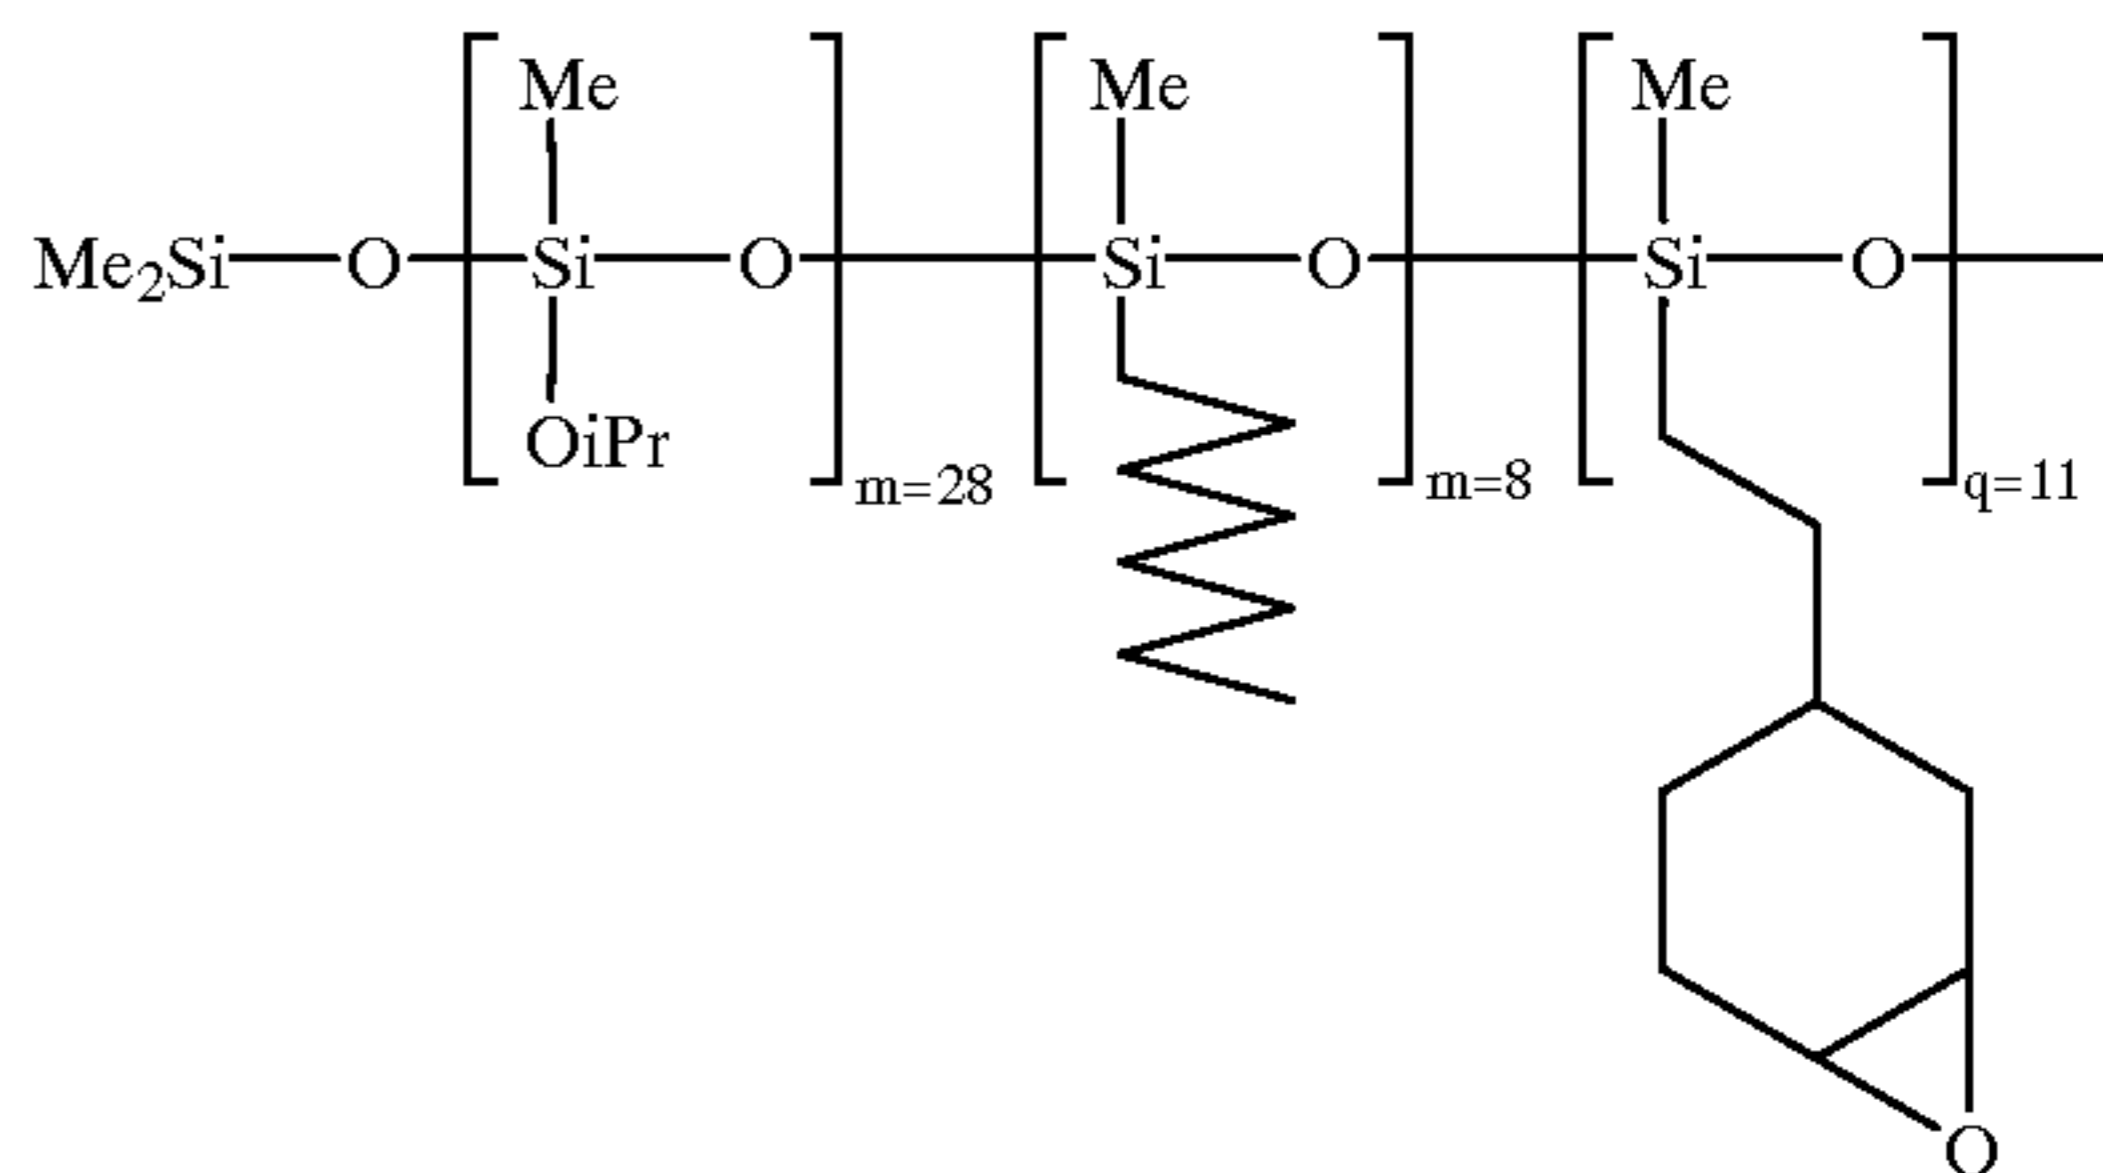 Me Me Me
Me₂Si O Si O Si O Si O
OiPr
m=28 m=8 q=11
O